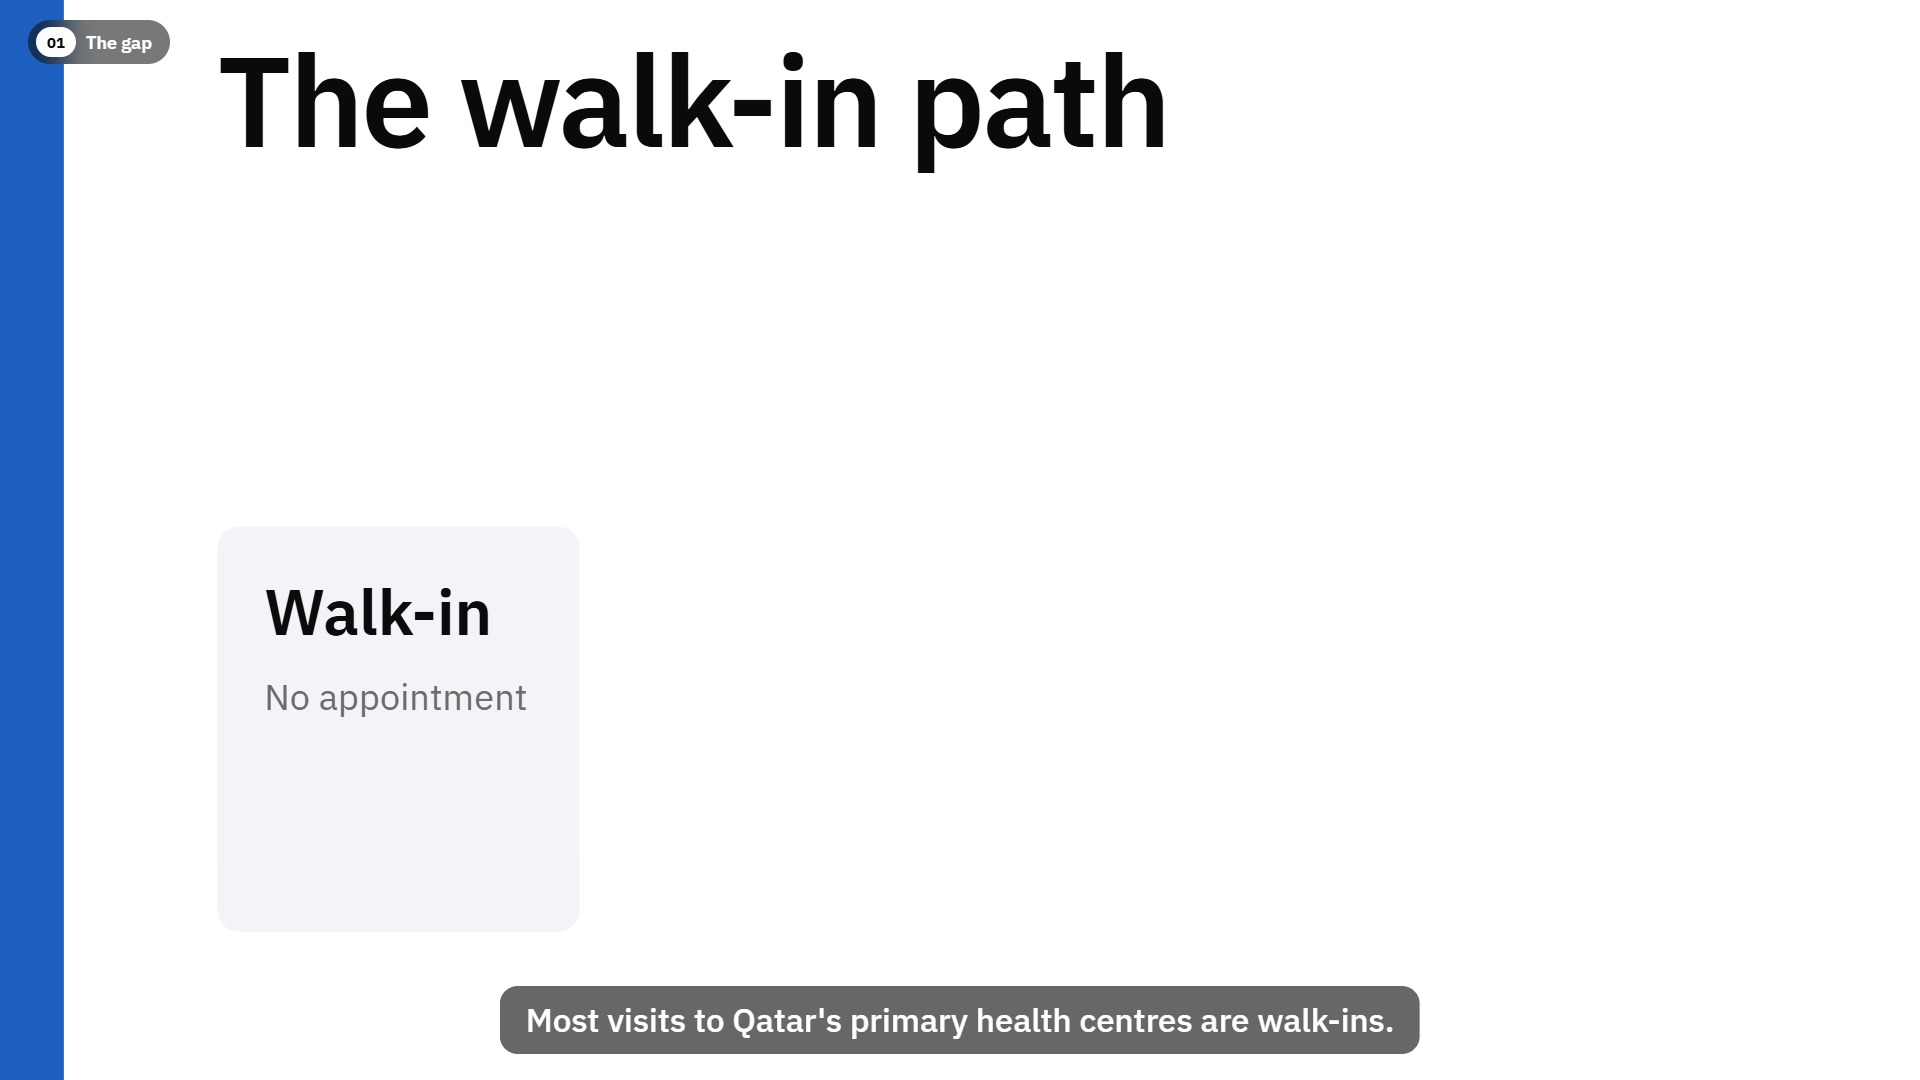 01 The gap
The walk-in path
Walk-in
No appointment
Most visits to Qatar's primary health centres are walk-ins.